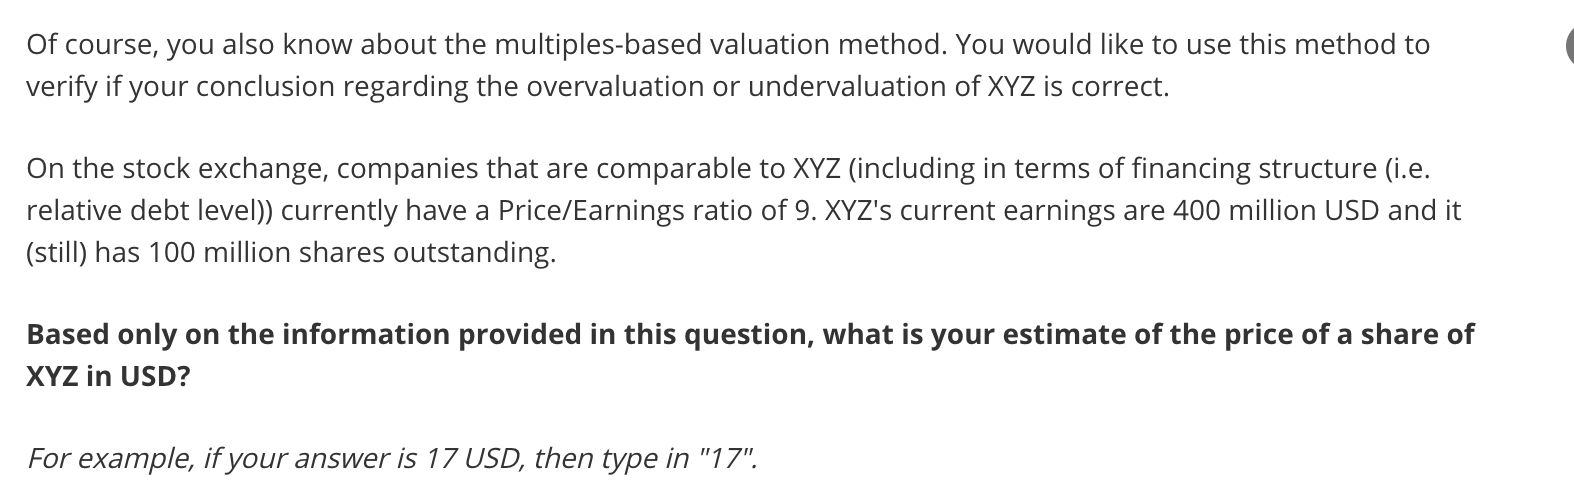 Of course, you also know about the multiples-based valuation method. You would like to use this method to
verify if your conclusion regarding the overvaluation or undervaluation of XYZ is correct.
On the stock exchange, companies that are comparable to XYZ (including in terms of financing structure (i.e.
relative debt level)) currently have a Price/Earnings ratio of 9. XYZ's current earnings are 400 million USD and it
(still) has 100 million shares outstanding.
Based only on the information provided in this question, what is your estimate of the price of a share of
XYZ in USD?
For example, if your answer is 17 USD, then type in "17".